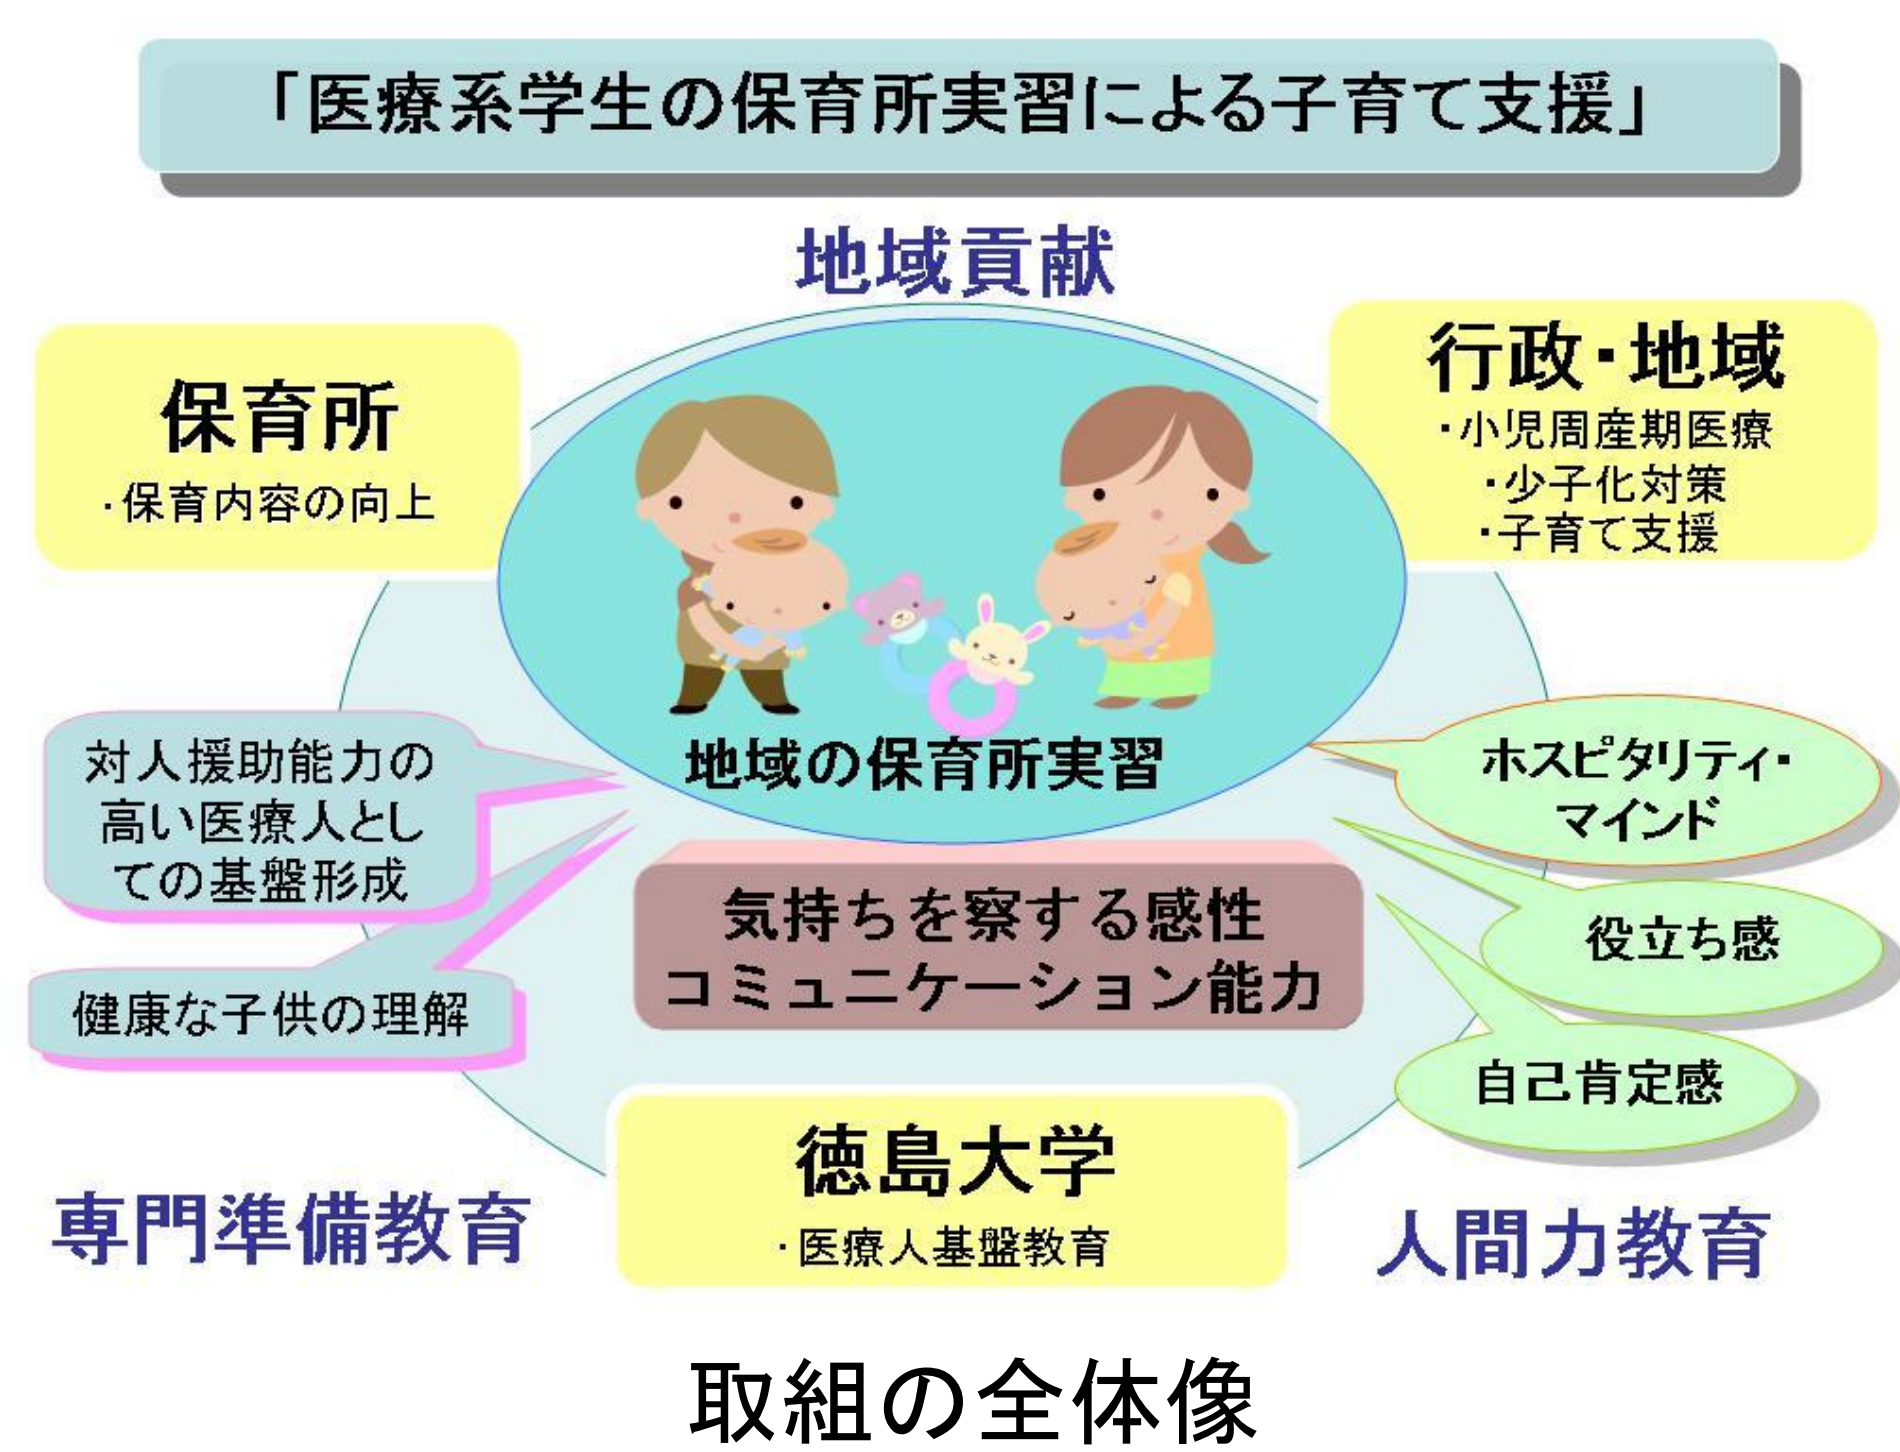 「医療系学生の保育所実習による子育て支援」
地域貢献
保育所
・保育内容の向上
行政・地域
・小児周産期医療
・少子化対策
・子育て支援
地域の保育所実習
対人援助能力の
高い医療人とし
ての基盤形成
健康な子供の理解
気持ちを察する感性
コミュニケーション能力
ホスピタリティ・
マインド
役立ち感
自己肯定感
徳島大学
・医療人基盤教育
専門準備教育
人間力教育
取組の全体像